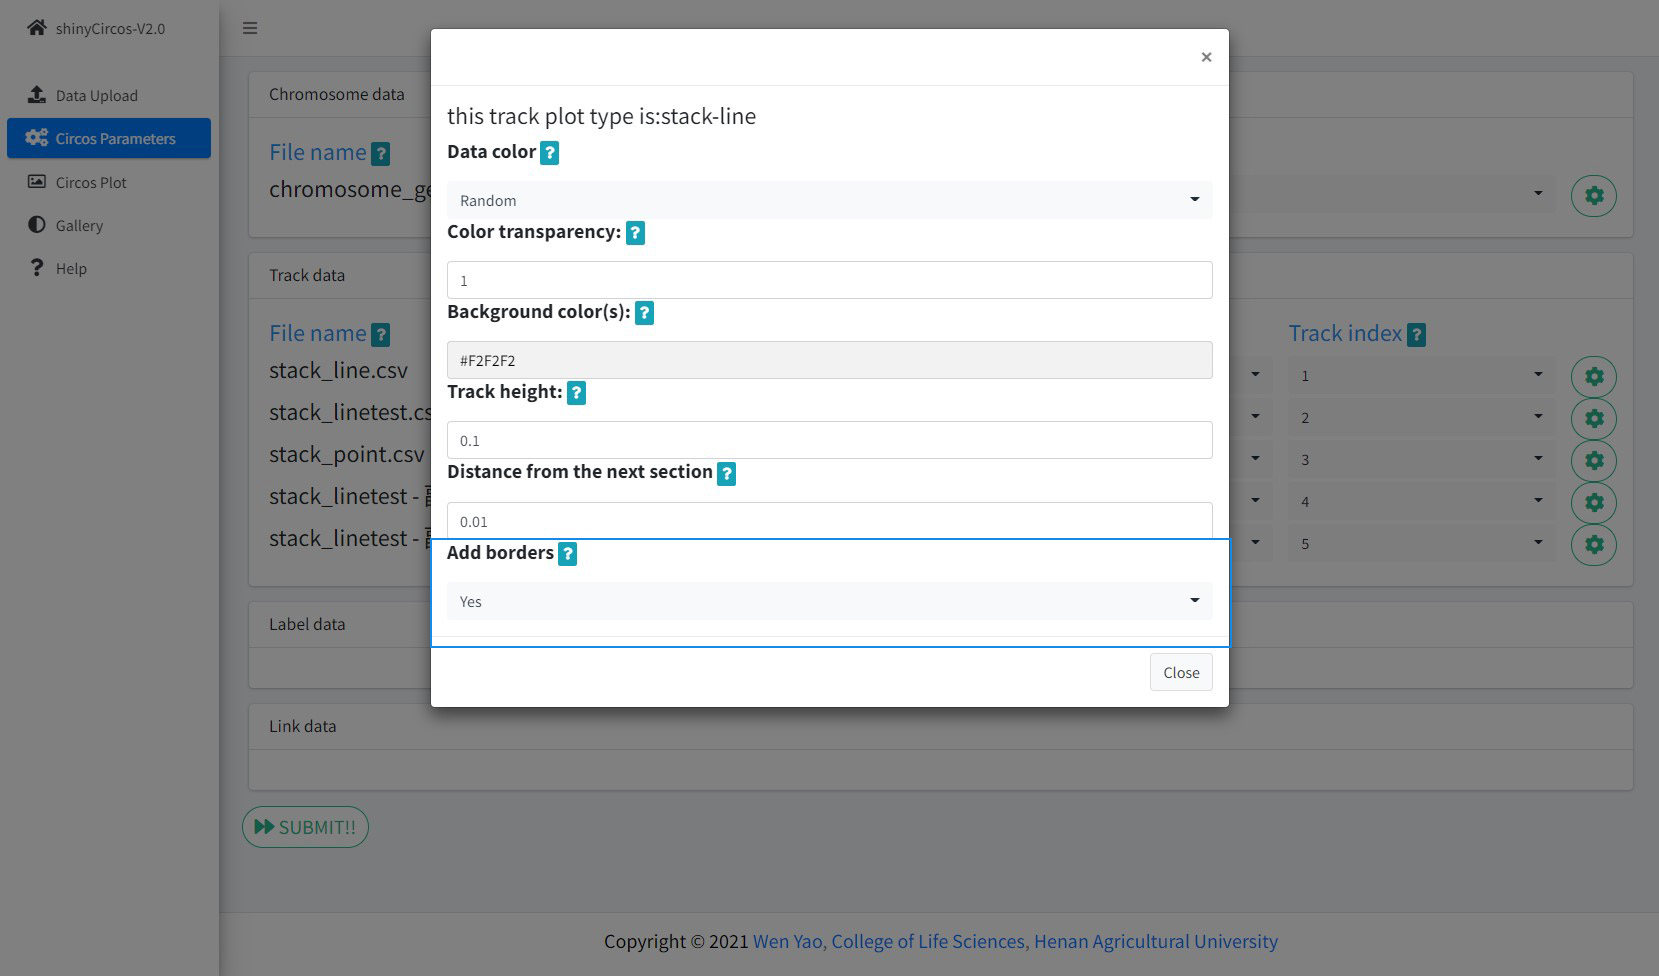 shinyCircos-V2.0
Data Upload
Circos Parameters
Circos Plot
Gallery
Help
Chromosome data
File name ?
chromosome_ge
Track data
File name ?
Track index ?
stack_line.csv
1
stack_linetest.cs
2
stack_point.csv
3
stack_linetest -
4
stack_linetest -
5
Label data
Link data
SUBMIT!!
×
this track plot type is:stack-line
Data color ?
Random
Color transparency: ?
1
Background color(s): ?
#F2F2F2
Track height: ?
0.1
Distance from the next section ?
0.01
Add borders ?
Yes
Close
Copyright © 2021 Wen Yao, College of Life Sciences, Henan Agricultural University